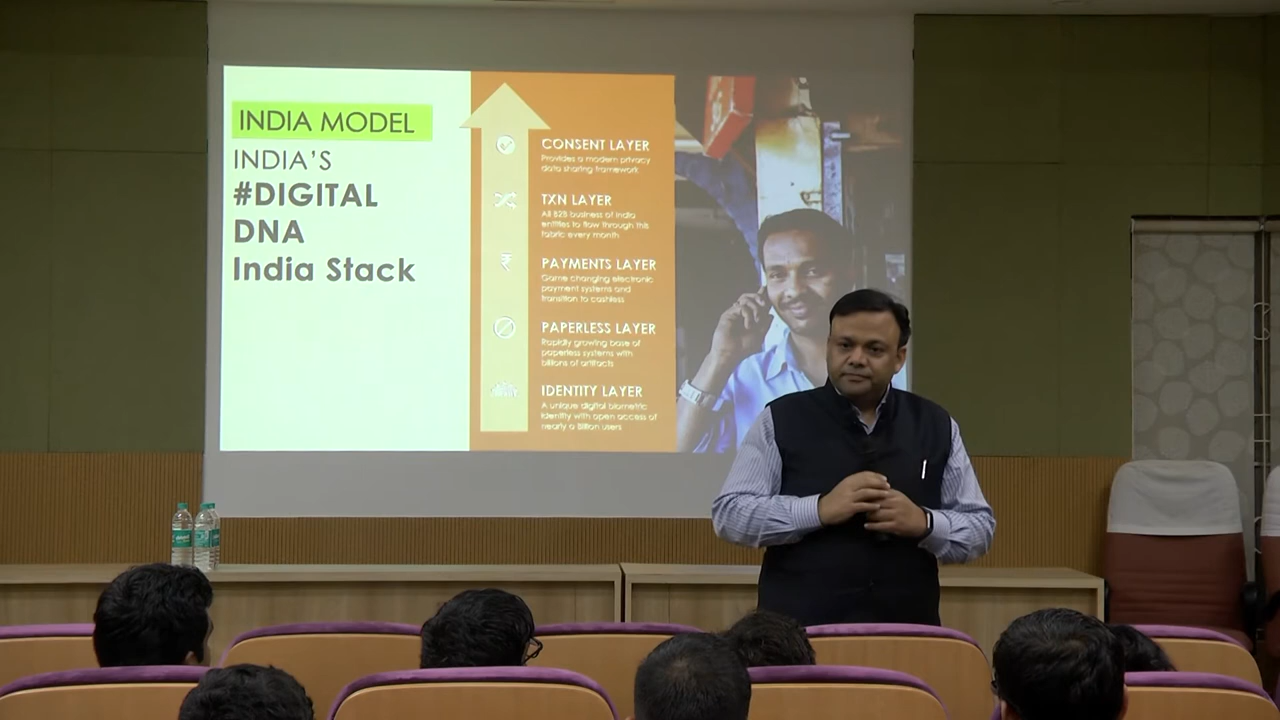 INDIA MODEL
INDIA'S
#DIGITAL
DNA
India Stack
CONSENT LAYER
Provides a modern privacy
data sharing framework
TXN LAYER
All B2B business of India
entities to flow through this
fabric every month
₹
PAYMENTS LAYER
Game changing electronic
payment systems and
transition to cashless
PAPERLESS LAYER
Rapidly growing base of
paperless systems with
billions of artifacts
IDENTITY LAYER
A unique digital biometric
identity with open access of
nearly a Billion users